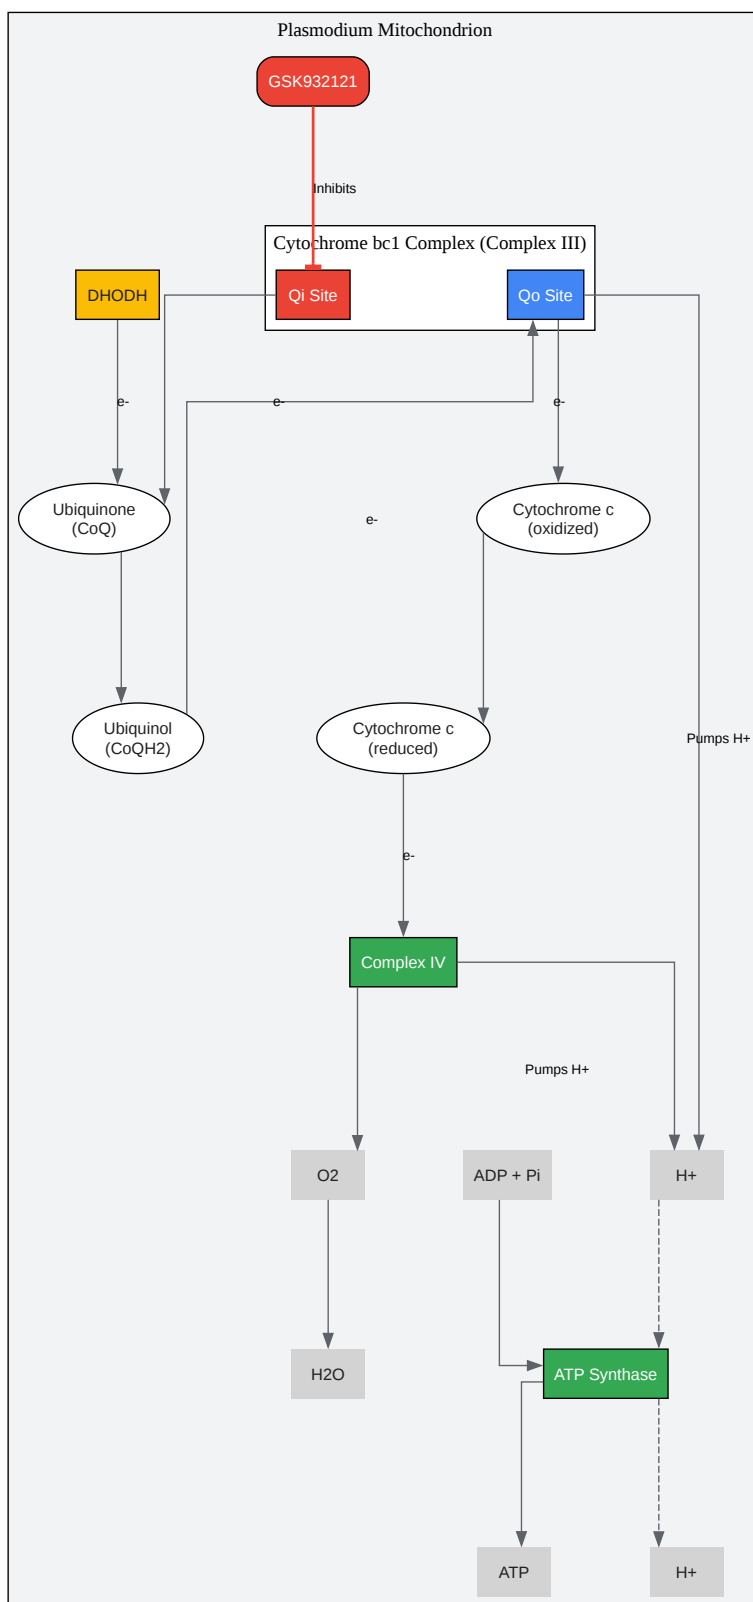 Plasmodium Mitochondrion
GSK932121
Inhibits
Cytochrome bc1 Complex (Complex III)
DHODH
Qi Site
Qo Site
e-
e-
e-
Ubiquinone
(CoQ)
e-
Cytochrome c
(oxidized)
Ubiquinol
(CoQH2)
Cytochrome c
(reduced)
Pumps H+
e-
Complex IV
Pumps H+
O2
ADP + Pi
H+
H2O
ATP Synthase
ATP
H+